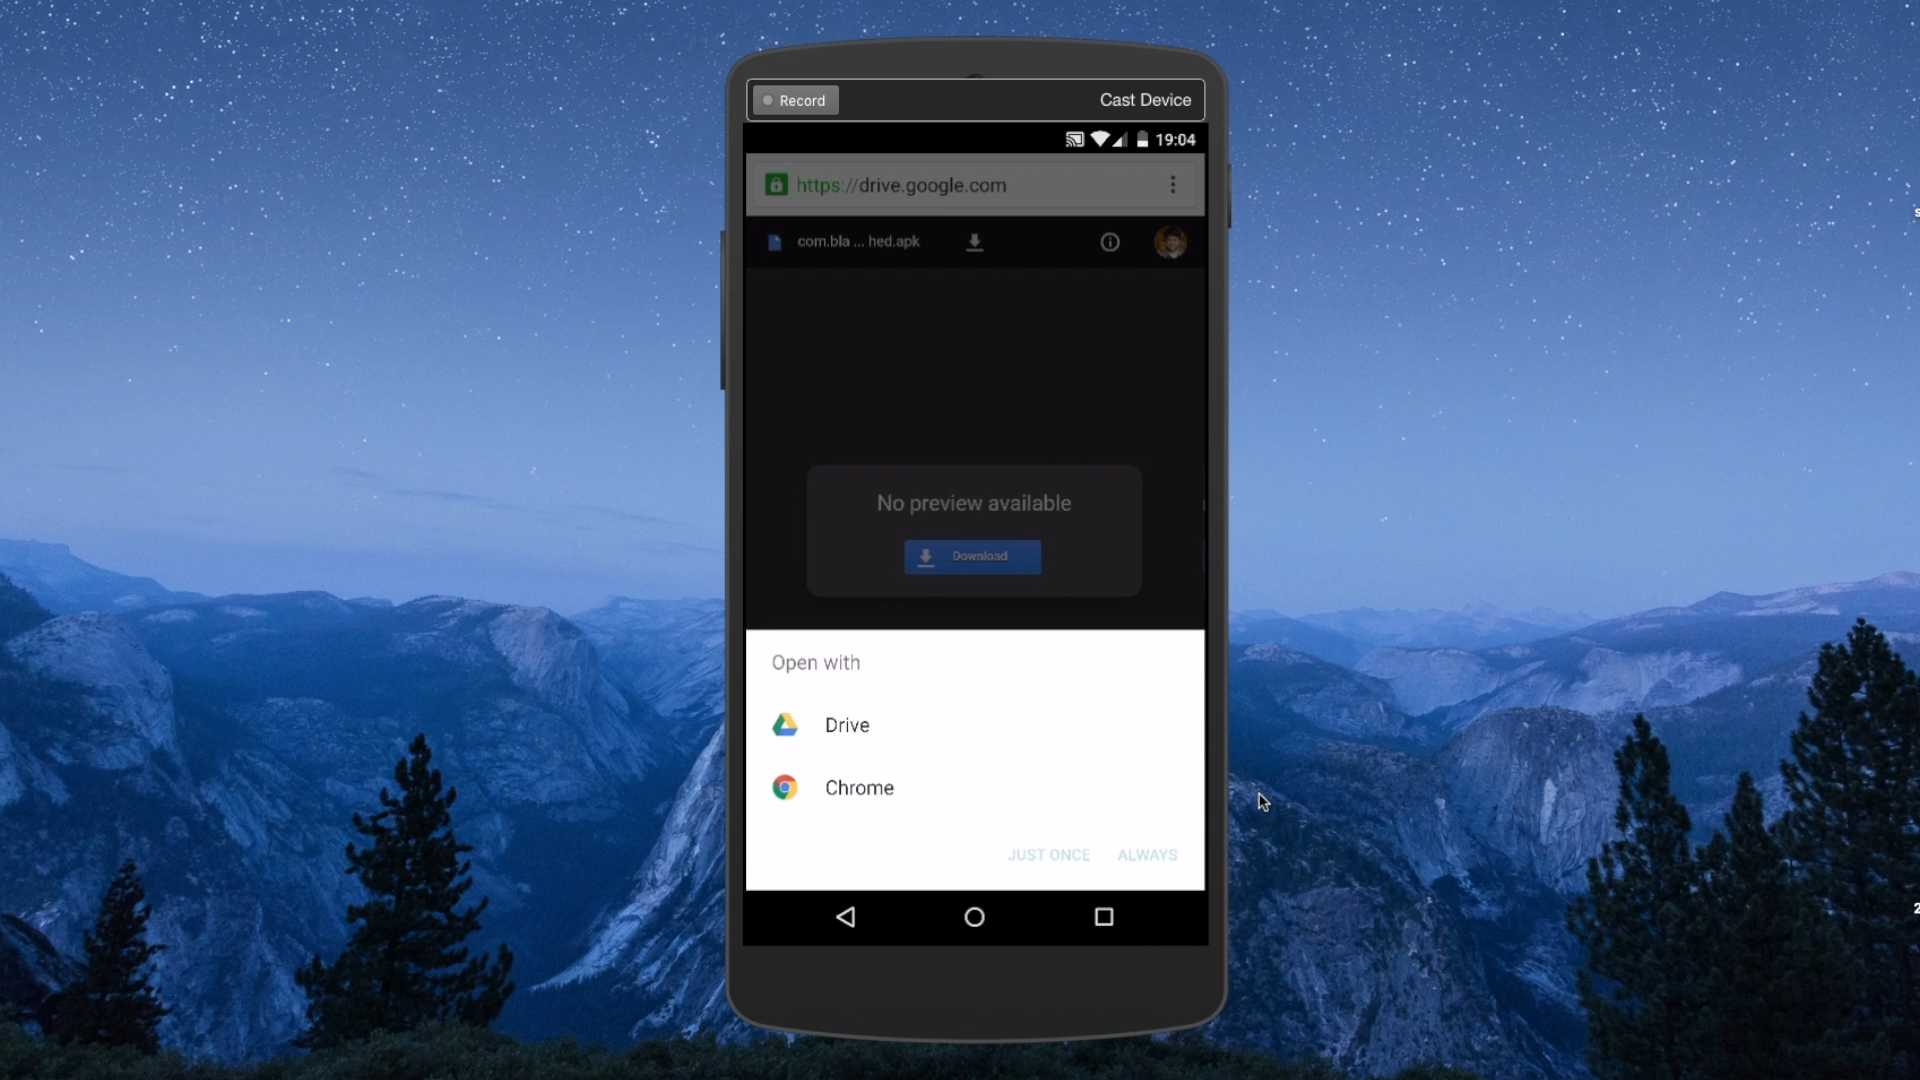 Record
Cast Device
19:04
https://drive.google.com
com.bla ... hed.apk
No preview available
Download
Open with
Drive
Chrome
JUST ONCE
ALWAYS